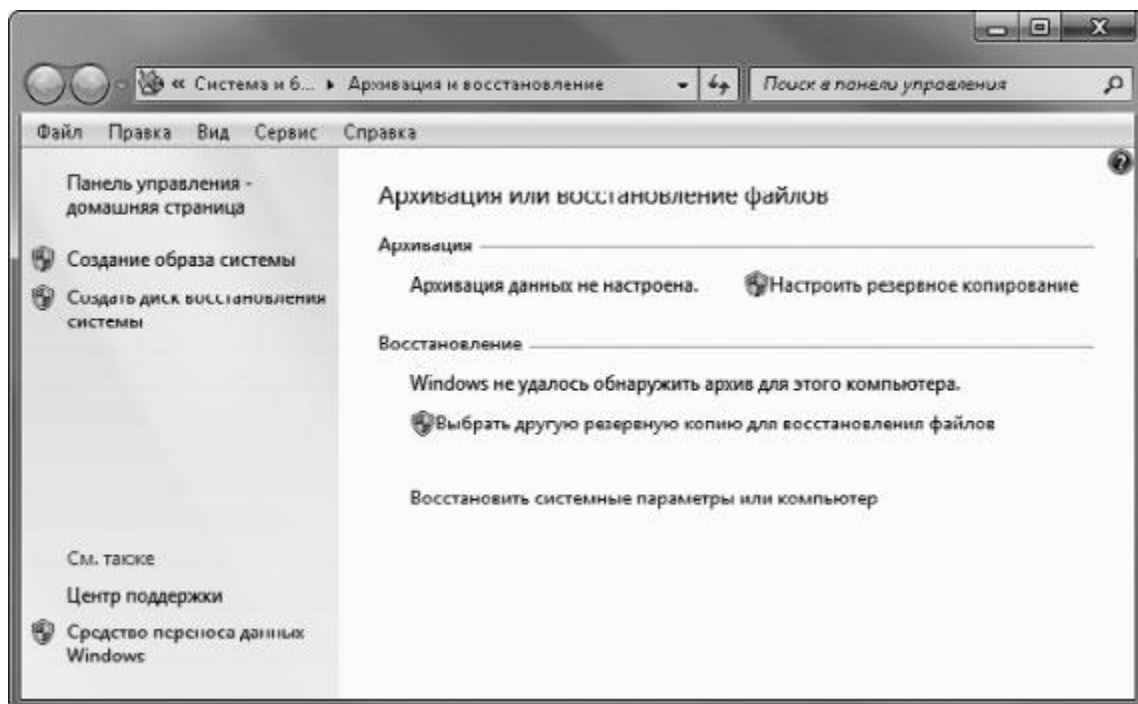 « Система и б... ▸ Архивация и восстановление
Поиск в панели управления
Файл Правка Вид Сервис Справка
Панель управления -
домашняя страница
Создание образа системы
Создать диск восстановления
системы
См. также
Центр поддержки
Средство переноса данных
Windows
Архивация или восстановление файлов
Архивация
Архивация данных не настроена.
Настроить резервное копирование
Восстановление
Windows не удалось обнаружить архив для этого компьютера.
Выбрать другую резервную копию для восстановления файлов
Восстановить системные параметры или компьютер